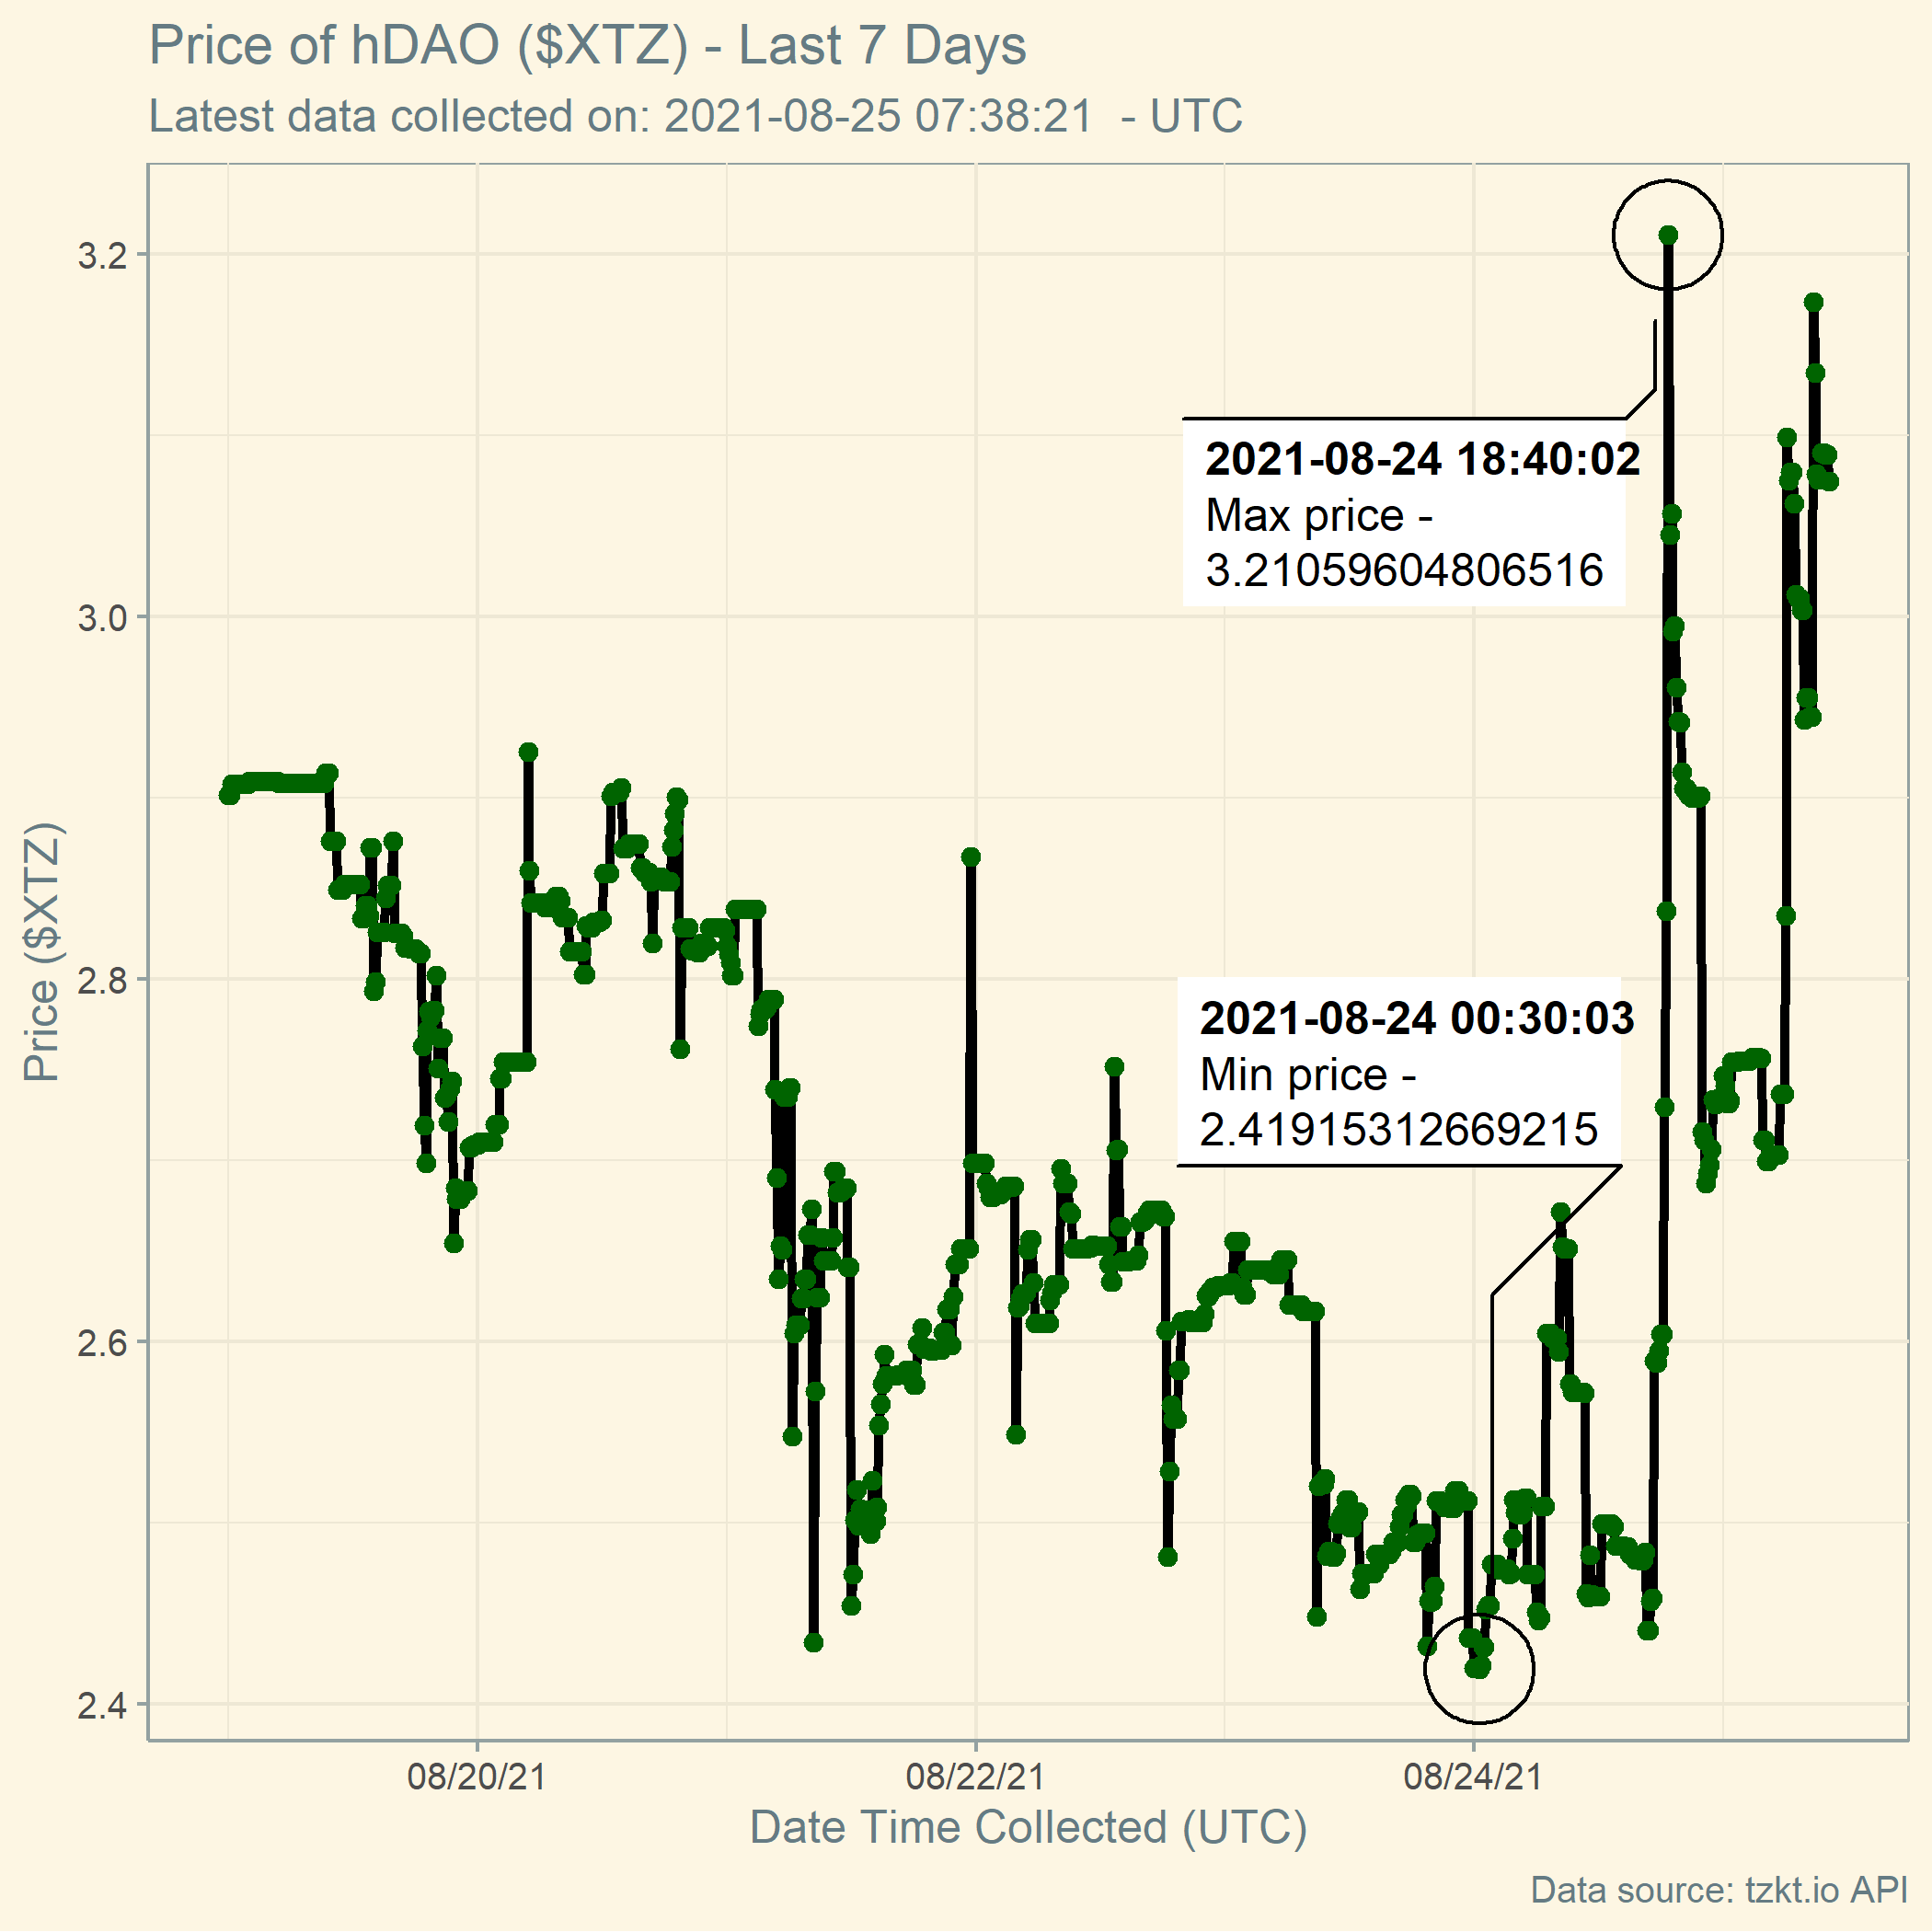 Price of hDAO ($XTZ) - Last 7 Days
Latest data collected on: 2021-08-25 07:38:21  - UTC
3.2
3.0
2.8
2.6
2.4
Price ($XTZ)
2021-08-24 18:40:02
Max price -
3.21059604806516
2021-08-24 00:30:03
Min price -
2.41915312669215
08/20/21
08/22/21
08/24/21
Date Time Collected (UTC)
Data source: tzkt.io API